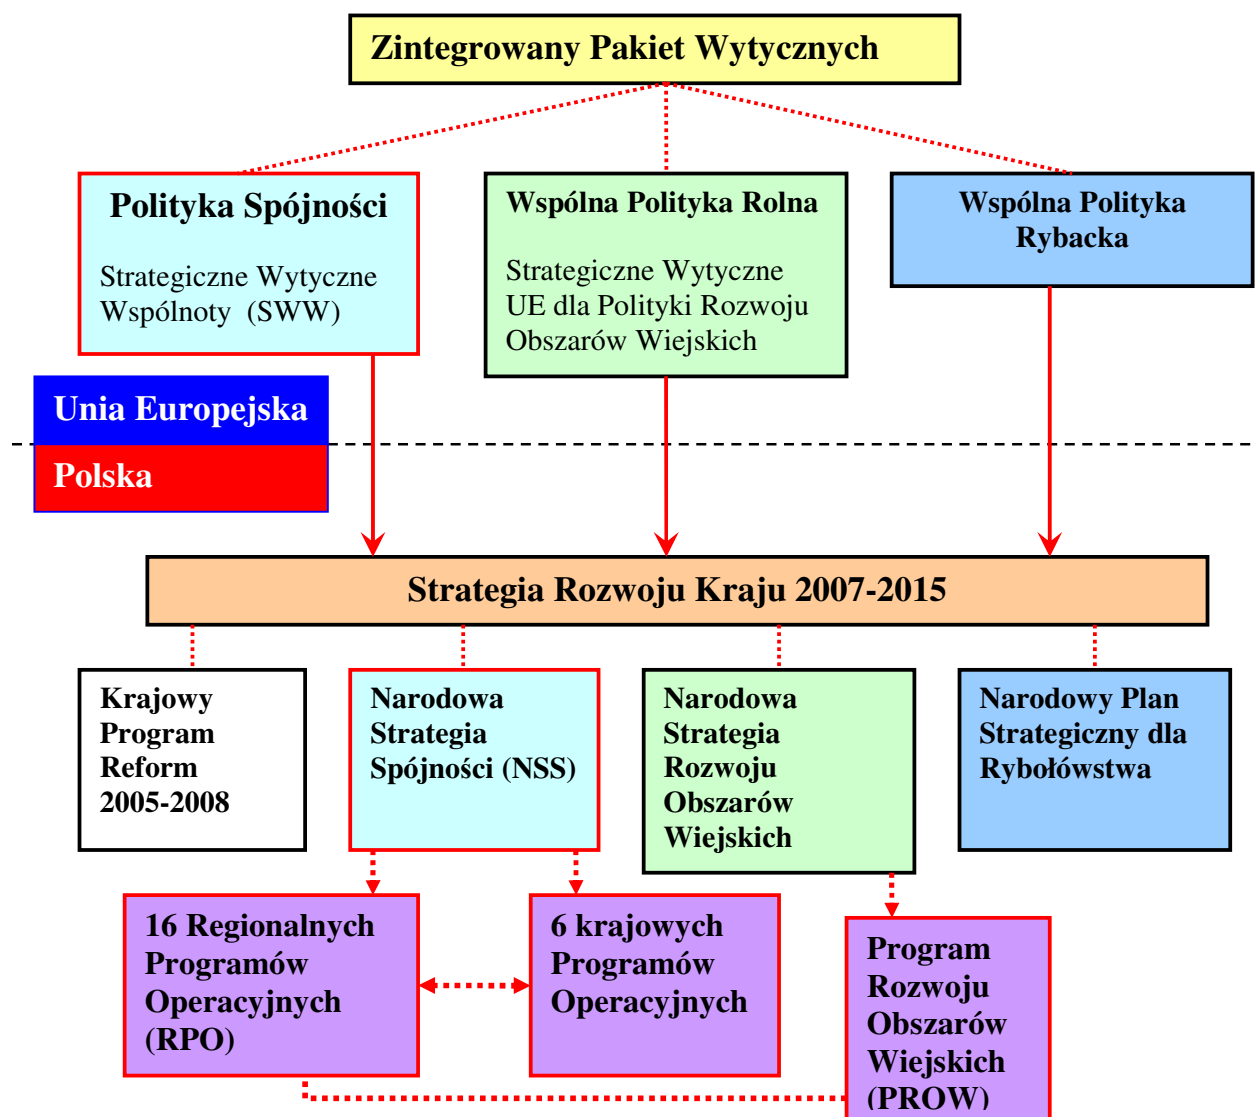 Zintegrowany Pakiet Wytycznych
Polityka Spójności
Strategiczne Wytyczne
Wspólnoty (SWW)
Wspólna Polityka Rolna
Strategiczne Wytyczne
UE dla Polityki Rozwoju
Obszarów Wiejskich
Wspólna Polityka
Rybacka
Unia Europejska
Polska
Strategia Rozwoju Kraju 2007-2015
Krajowy
Program
Reform
2005-2008
Narodowa
Strategia
Spójności (NSS)
Narodowa
Strategia
Rozwoju
Obszarów
Wiejskich
Narodowy Plan
Strategiczny dla
Rybołówstwa
16 Regionalnych
Programów
Operacyjnych
(RPO)
6 krajowych
Programów
Operacyjnych
Program
Rozwoju
Obszarów
Wiejskich
(PROW)